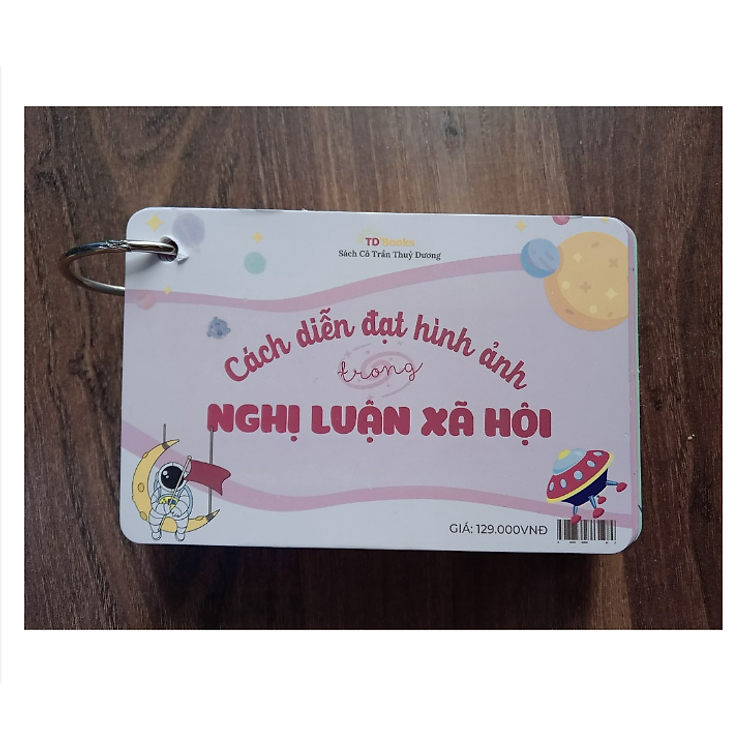 TD Books
Sách Cô Trần Thuỳ Dương
Cách diễn đạt hình ảnh
trong
NGHỊ LUẬN XÃ HỘI
GIÁ: 129.000VNĐ